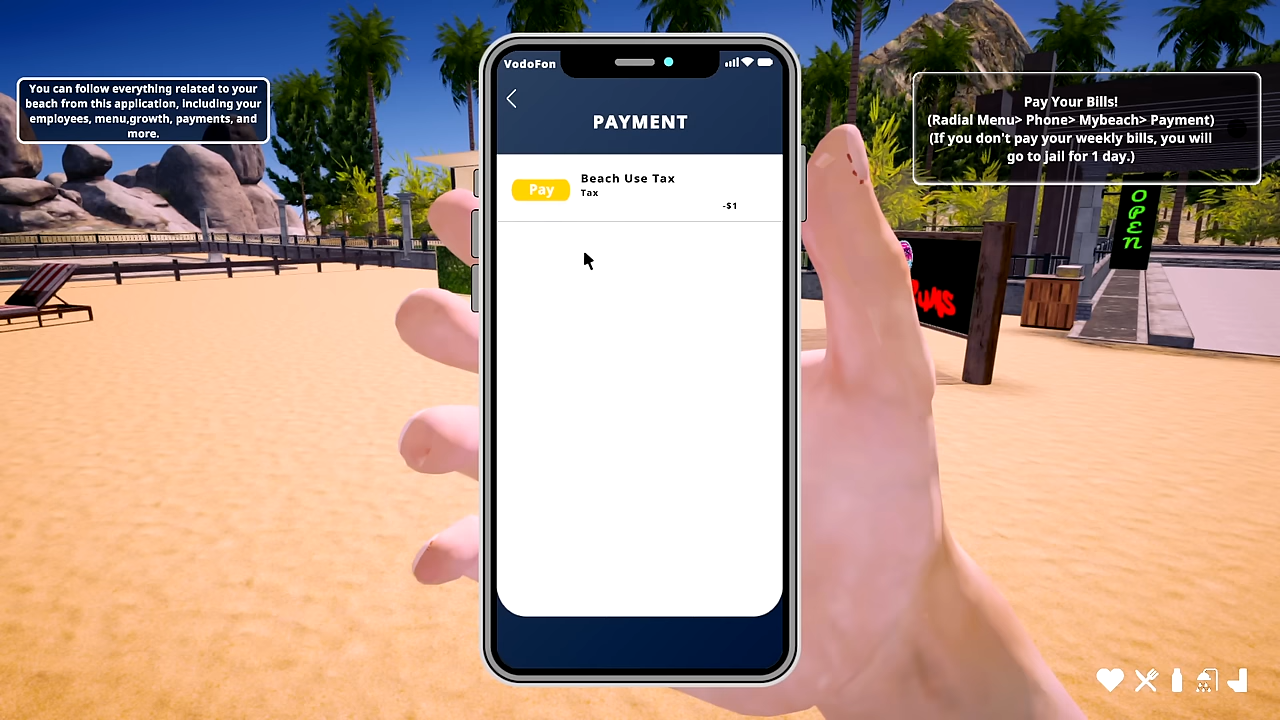 You can follow everything related to your
beach from this application, including your
employees, menu,growth, payments, and
more.
VodoFon
PAYMENT
Pay
Beach Use Tax
Tax
-$1
Pay Your Bills!
(Radial Menu> Phone> Mybeach> Payment)
(If you don't pay your weekly bills, you will
go to jail for 1 day.)
OPEN